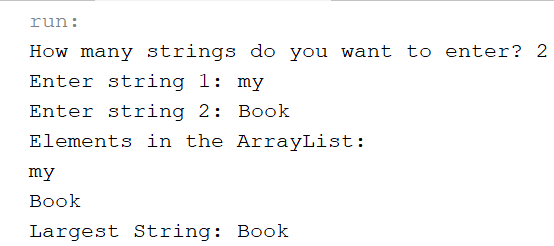 run:
How many strings do you want to enter? 2
Enter string 1: my
Enter string 2: Book
Elements in the ArrayList:
my
Book
Largest String: Book